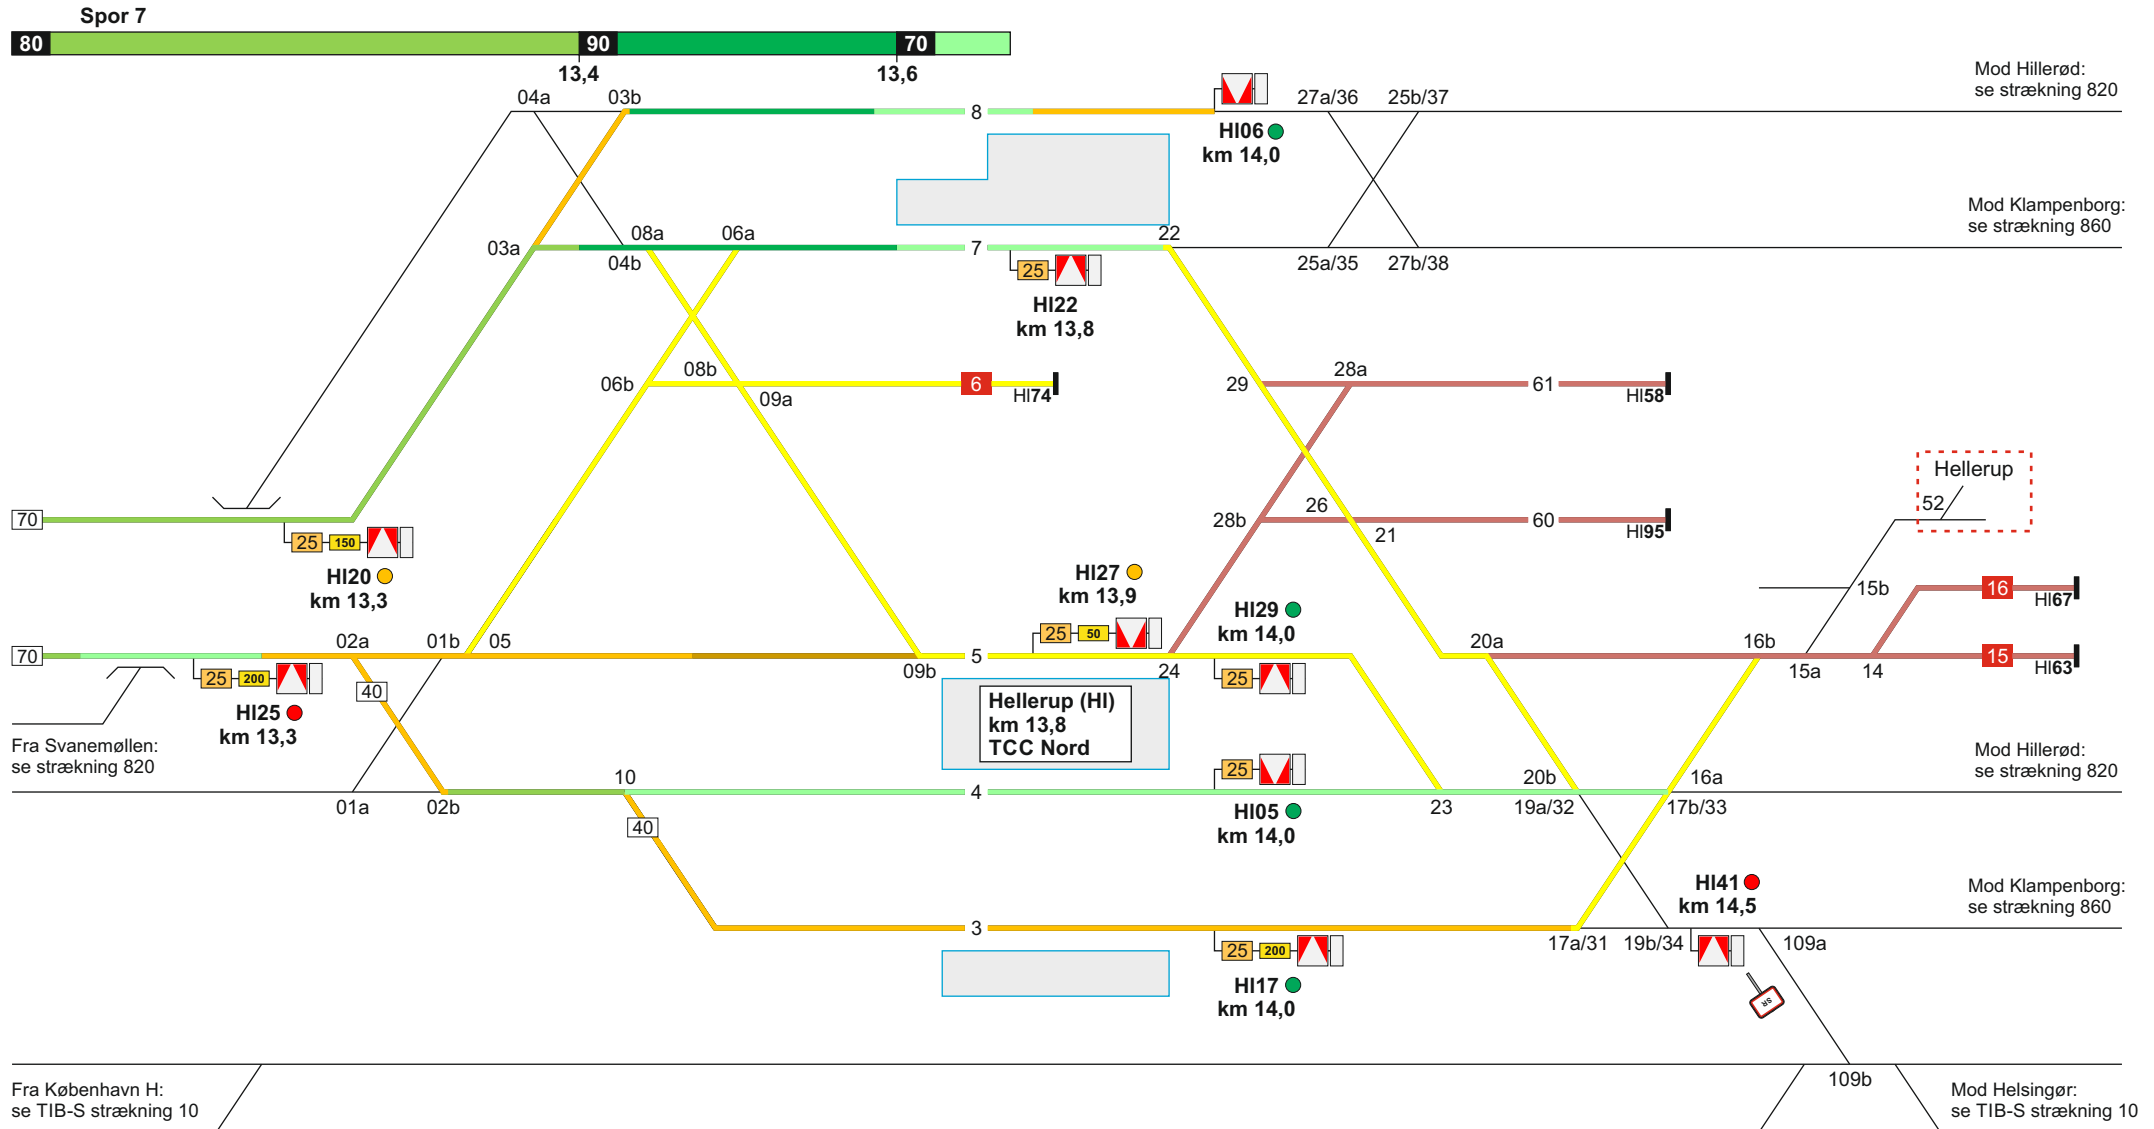 Spor 7
80 90 70
13,4 13,6
Mod Hillerød:
se strækning 820
04a 03b 27a/36 25b/37
8
HI06
km 14,0
Mod Klampenborg:
se strækning 860
03a 08a 06a 7 22
04b 25a/35 27b/38
25
HI22
km 13,8
06b 08b 6 29 28a 61
09a HI74 HI58
Hellerup
52
70 28b 26 60
21 HI95
25 150
HI20
km 13,3
HI27
km 13,9
25 50
HI29
km 14,0
15b 16
HI67
70 02a 01b 05 5 20a 16b
09b 24 15a 14 15
HI63
25 200
HI25
km 13,3
40
25
Hellerup (HI)
km 13,8
TCC Nord
Fra Svanemøllen:
se strækning 820
Mod Hillerød:
se strækning 820
25
10 4 20b 16a
01a 02b 23 19a/32 17b/33
HI05
km 14,0
40
HI41
km 14,5
Mod Klampenborg:
se strækning 860
3
17a/31 19b/34 109a
25 200
HI17
km 14,0
SR
109b
Fra København H:
se TIB-S strækning 10
Mod Helsingør:
se TIB-S strækning 10